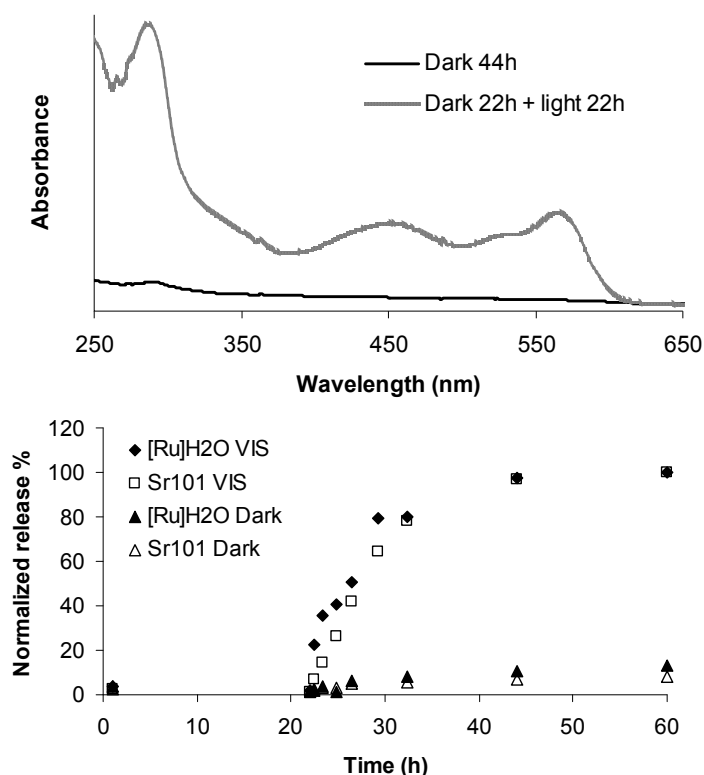 Absorbance
Dark 44h
Dark 22h + light 22h
250 350 450 550 650
Wavelength (nm)
Normalized release %
120
100
80
60
40
20
0
[Ru]H2O VIS
Sr101 VIS
[Ru]H2O Dark
Sr101 Dark
0 10 20 30 40 50 60
Time (h)